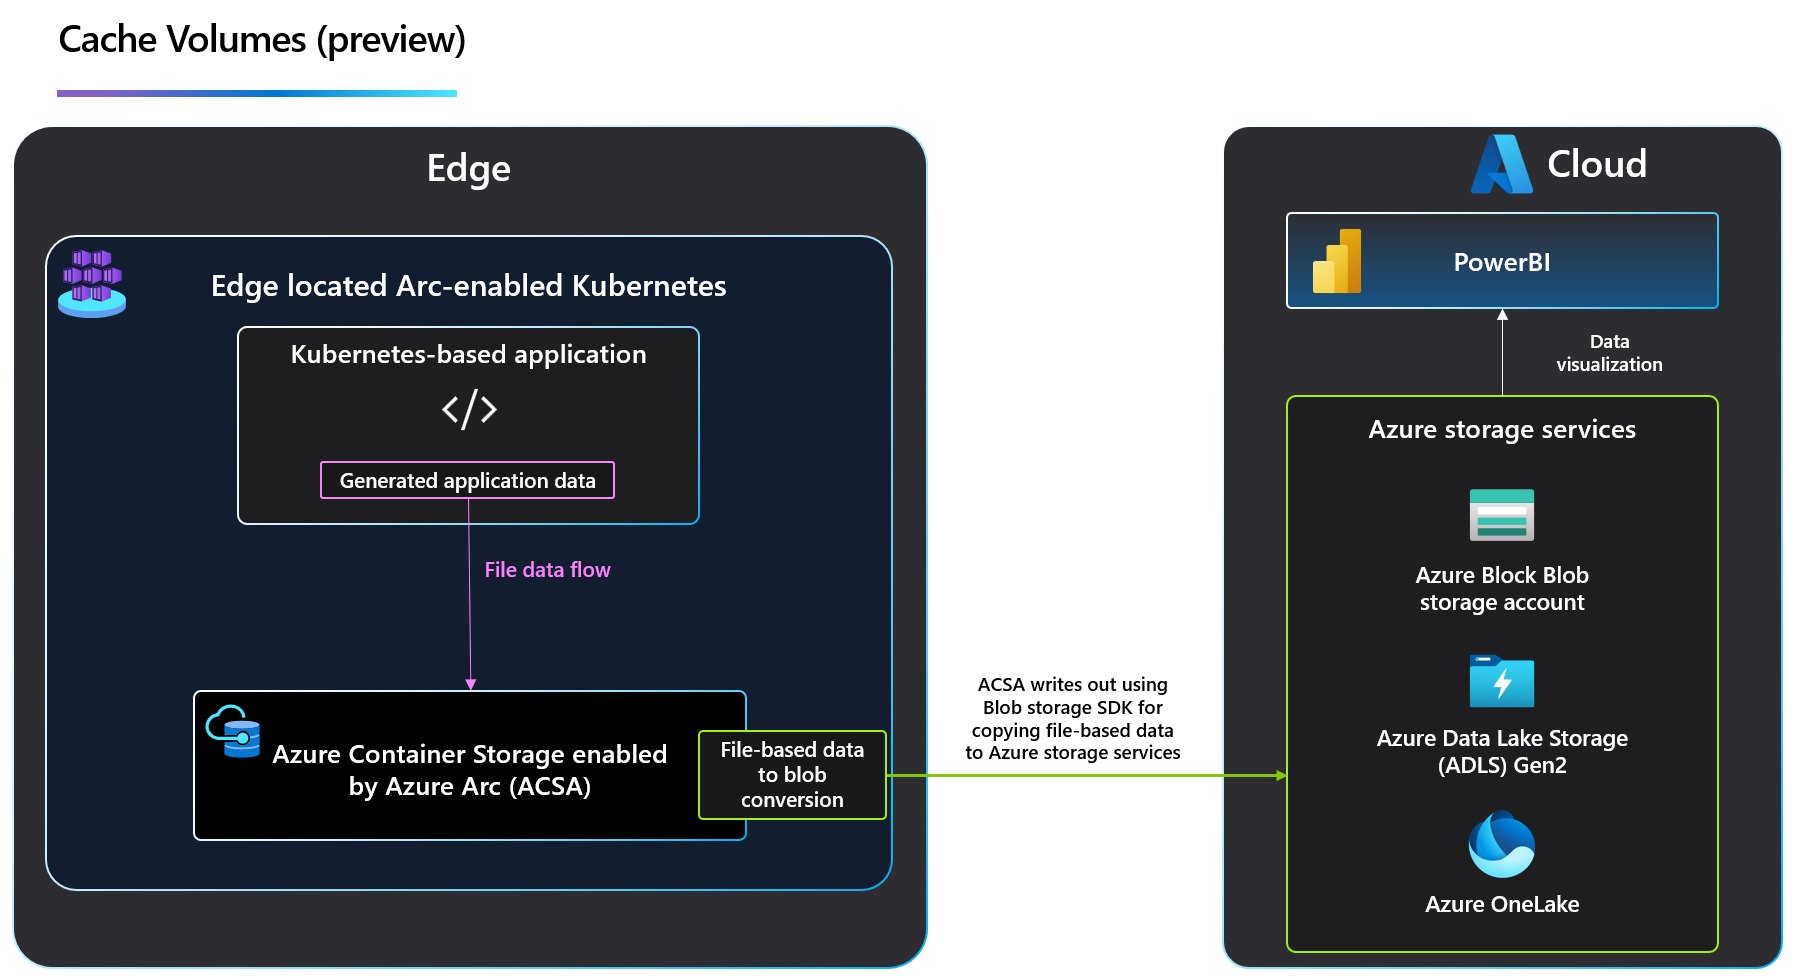 Cache Volumes (preview)
Edge
Edge located Arc-enabled Kubernetes
Kubernetes-based application
</>
Generated application data
File data flow
Azure Container Storage enabled
by Azure Arc (ACSA)
File-based data
to blob
conversion
ACSA writes out using
Blob storage SDK for
copying file-based data
to Azure storage services
Cloud
PowerBI
Data
visualization
Azure storage services
Azure Block Blob
storage account
Azure Data Lake Storage
(ADLS) Gen2
Azure OneLake